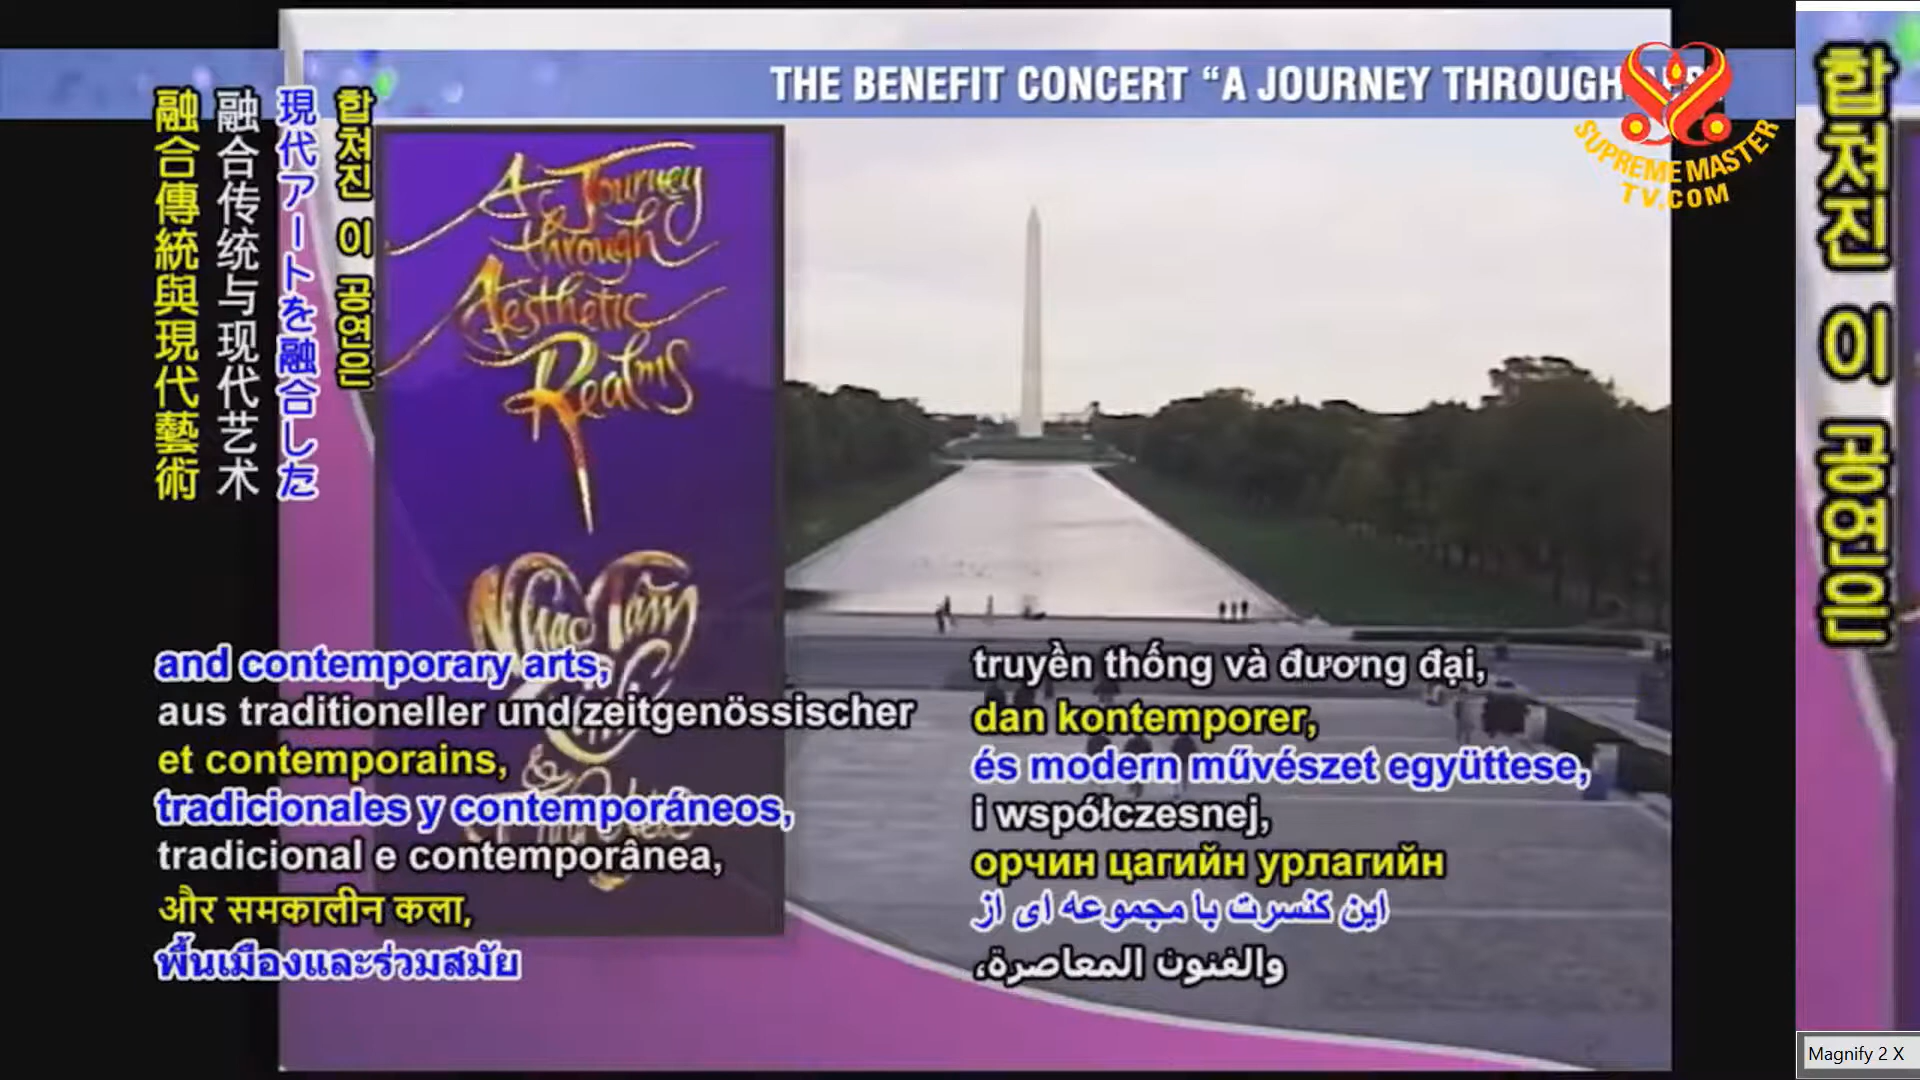 THE BENEFIT CONCERT “A JOURNEY THROUGH
SUPREME MASTER
TV.COM
合쳐진 이 공연은
現代アートを融合した
融合传统与现代艺术
融合傳統與現代藝術
A Journey
through
Aesthetic
Realms
and contemporary arts,
aus traditioneller und zeitgenössischer
et contemporains,
tradicionales y contemporáneos,
tradicional e contemporânea,
और समकालीन कला,
พื้นเมืองและร่วมสมัย
truyền thống và đương đại,
dan kontemporer,
és modern művészet együttese,
i współczesnej,
орчин цагийн урлагийн
این کنسرت با مجموعه ای از
والفنون المعاصرة،
합쳐진 이 공연은
Magnify 2 X